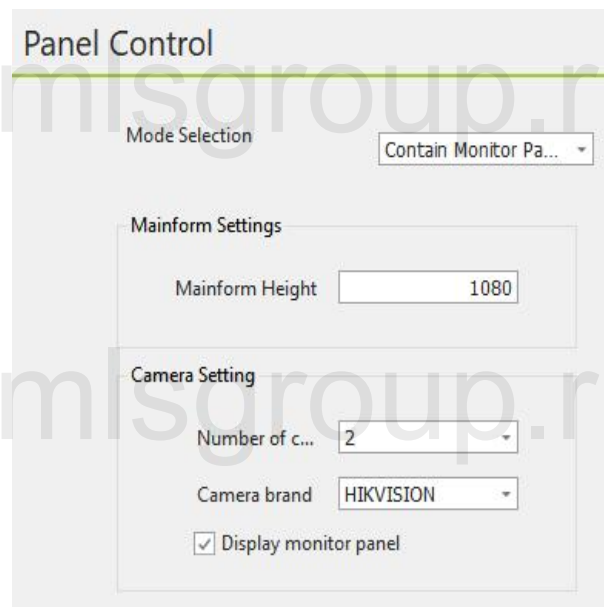 Panel Control
mlsgroup.r
Mode Selection
Contain Monitor Pa...
Mainform Settings
Mainform Height
1080
mlsgroup.r
Camera Setting
Number of c...
2
Camera brand
HIKVISION
Display monitor panel